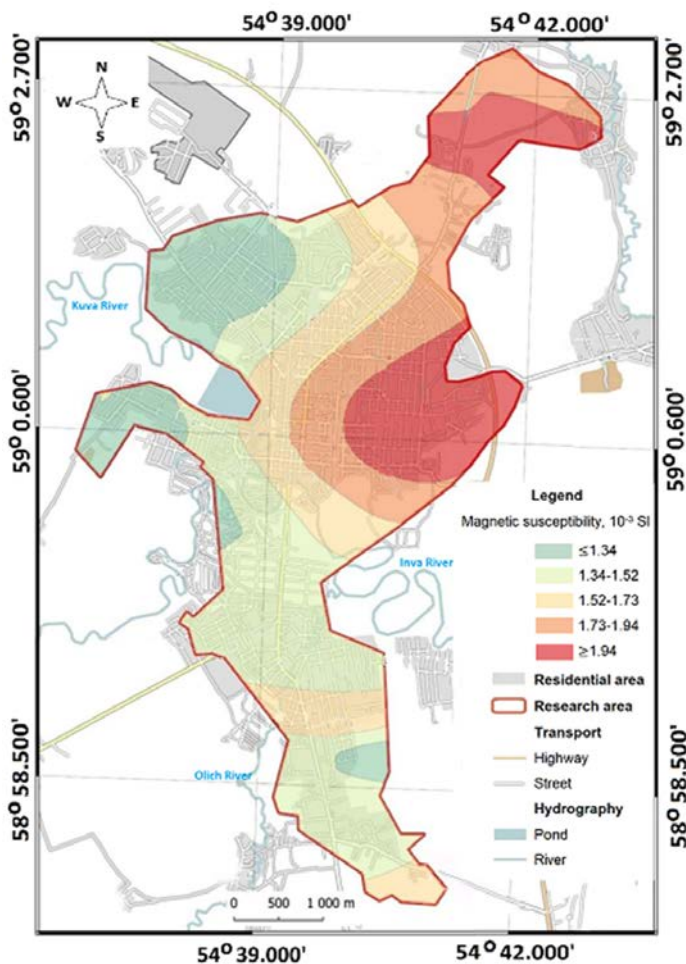 54° 39.000' 54° 42.000'
59° 2.700'
59° 2.700'
N
W E
S
Kuva River
59° 0.600'
59° 0.600'
Legend
Magnetic susceptibility, 10⁻³ SI
≤1.34
1.34-1.52
1.52-1.73
1.73-1.94
≥1.94
Inva River
Residential area
Research area
Transport
Highway
Street
Hydrography
Pond
River
58° 58.500'
58° 58.500'
Olich River
0 500 1 000 m
54° 39.000' 54° 42.000'